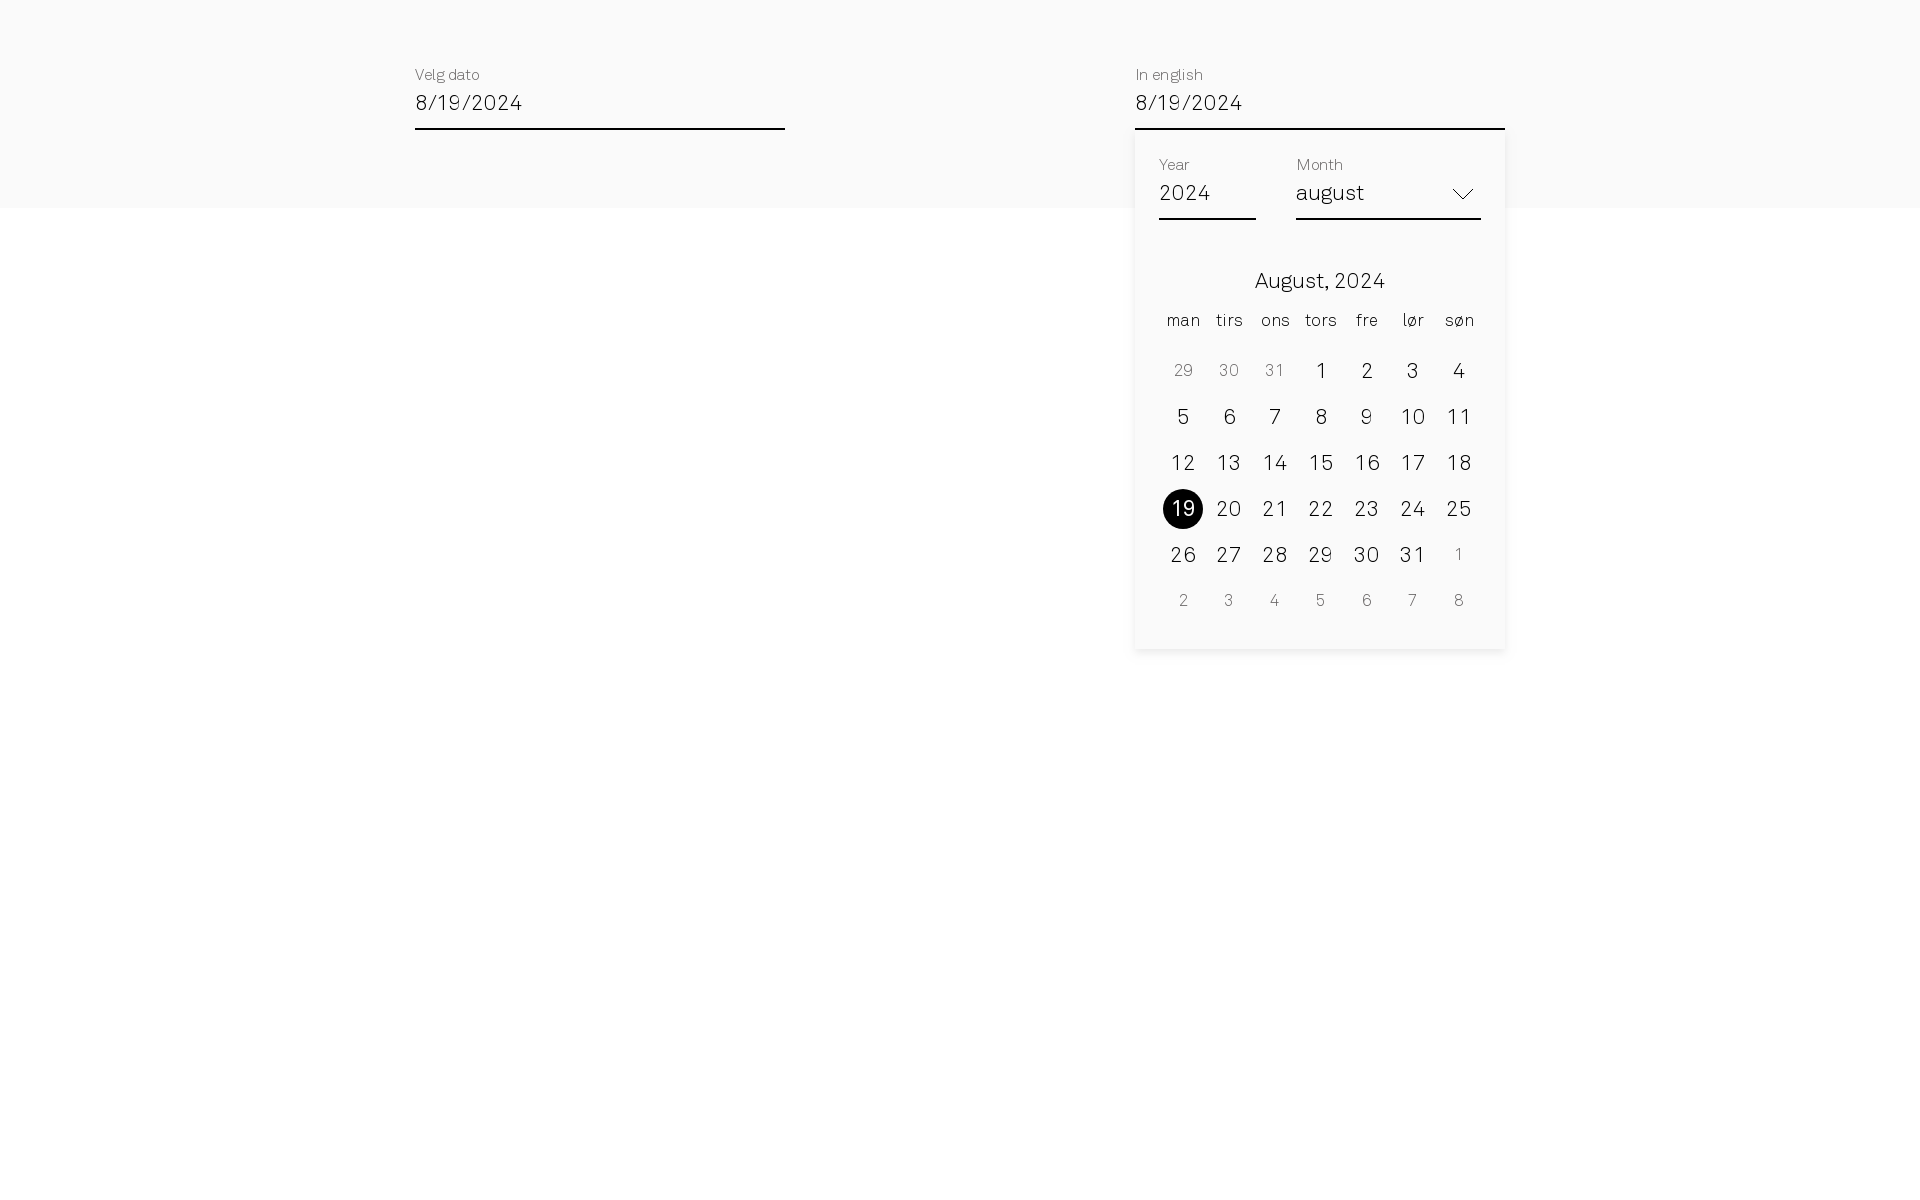 Velg dato
8/19/2024
In english
8/19/2024
Year
2024
Month
august
August, 2024
man tirs ons tors fre lør søn
29 30 31 1 2 3 4
5 6 7 8 9 10 11
12 13 14 15 16 17 18
19 20 21 22 23 24 25
26 27 28 29 30 31 1
2 3 4 5 6 7 8